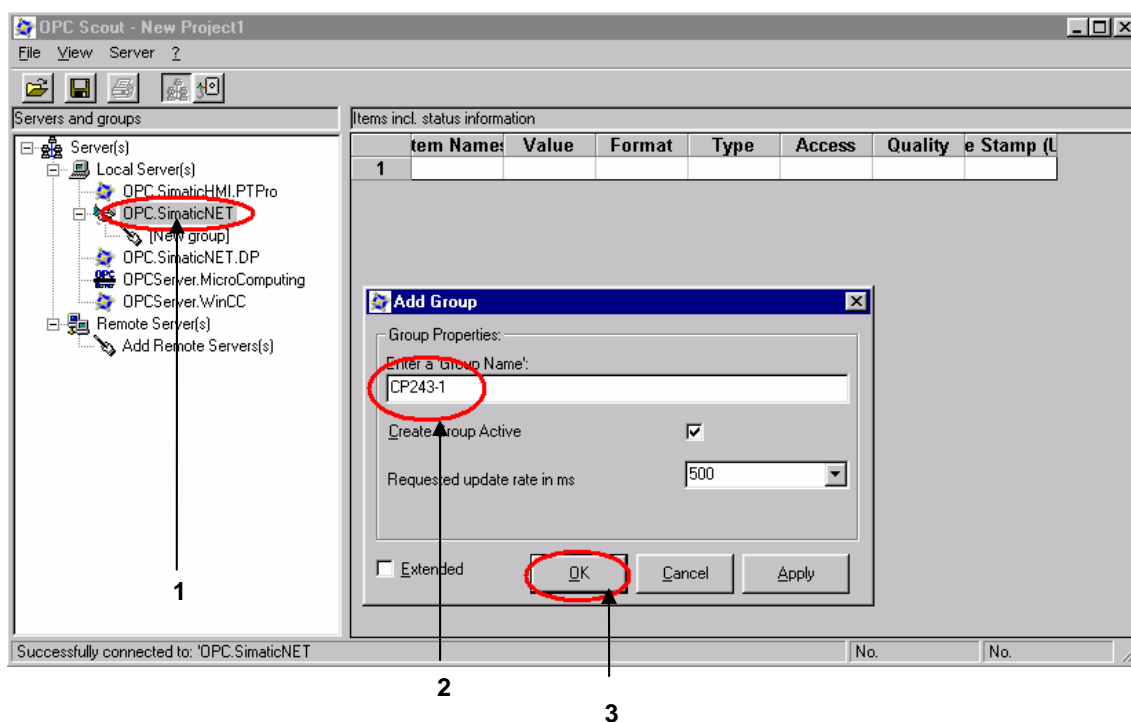 OPC Scout - New Project1
File View Server ?
Servers and groups
Items incl. status information
Server(s)
Local Server(s)
OPC.SimaticHMI.PTPro
OPC.SimaticNET
[New group]
OPC.SimaticNET.DP
OPCServer.MicroComputing
OPCServer.WinCC
Remote Server(s)
Add Remote Servers(s)
tem Names Value Format Type Access Quality e Stamp (L
1
Add Group
Group Properties:
Enter a 'Group Name':
CP243-1
Create Group Active
Requested update rate in ms 500
Extended OK Cancel Apply
1
Successfully connected to: 'OPC.SimaticNET No. No.
2
3